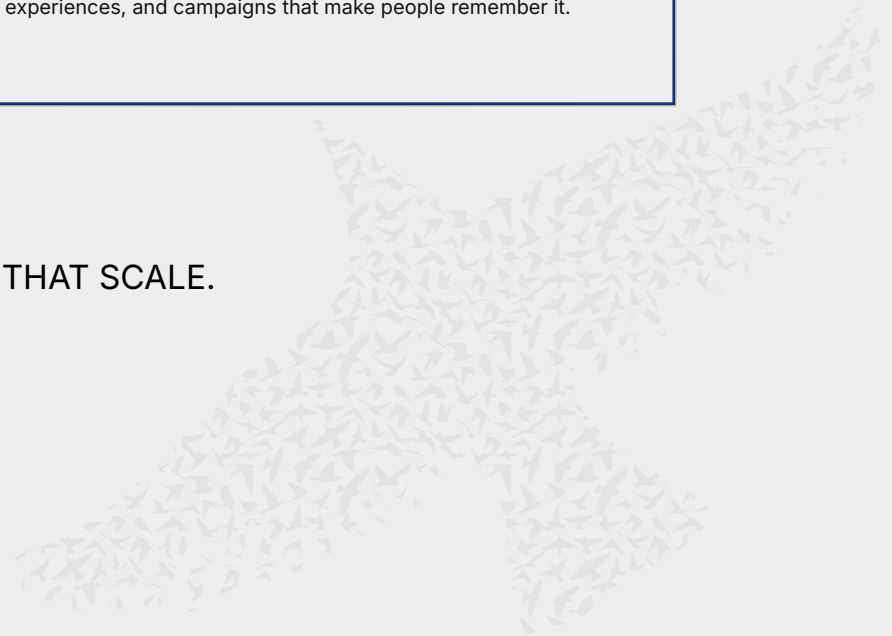 experiences, and campaigns that make people remember it.
THAT SCALE.